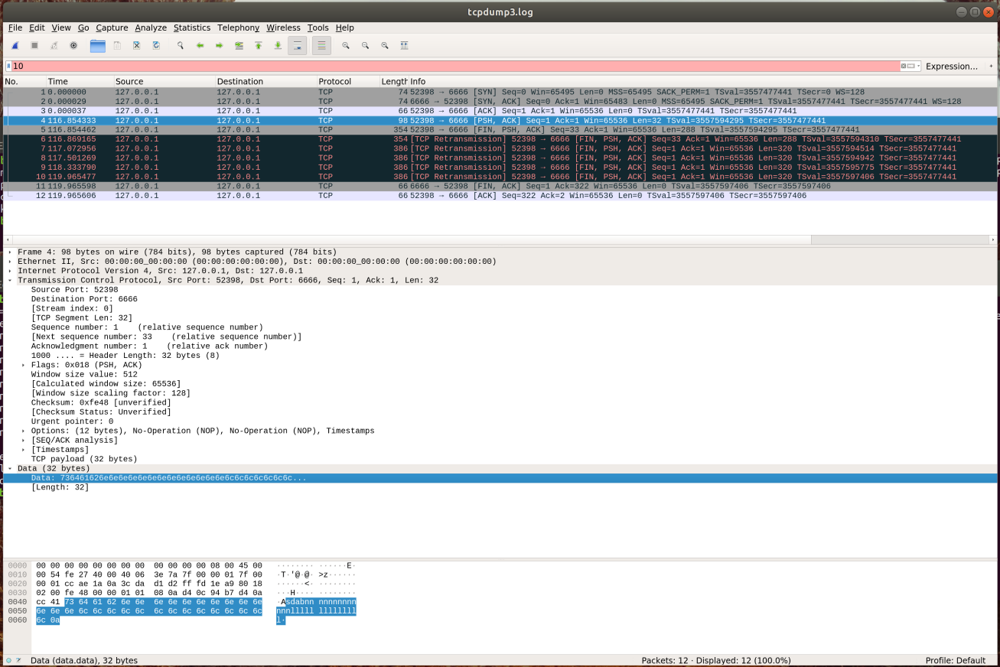 tcpdump3.log
File Edit View Go Capture Analyze Statistics Telephony Wireless Tools Help
10 Expression... +
No. Time Source Destination Protocol Length Info
1 0.000000 127.0.0.1 127.0.0.1 TCP 74 52398 → 6666 [SYN] Seq=0 Win=65495 Len=0 MSS=65495 SACK_PERM=1 TSval=3557477441 TSecr=0 WS=128
2 0.000029 127.0.0.1 127.0.0.1 TCP 74 6666 → 52398 [SYN, ACK] Seq=0 Ack=1 Win=65483 Len=0 MSS=65495 SACK_PERM=1 TSval=3557477441 TSecr=3557477441 WS=128
3 0.000037 127.0.0.1 127.0.0.1 TCP 66 52398 → 6666 [ACK] Seq=1 Ack=1 Win=65536 Len=0 TSval=3557477441 TSecr=3557477441
4 116.854333 127.0.0.1 127.0.0.1 TCP 98 52398 → 6666 [PSH, ACK] Seq=1 Ack=1 Win=65536 Len=32 TSval=3557594295 TSecr=3557477441
5 116.854462 127.0.0.1 127.0.0.1 TCP 354 52398 → 6666 [FIN, PSH, ACK] Seq=33 Ack=1 Win=65536 Len=288 TSval=3557594295 TSecr=3557477441
6 116.869165 127.0.0.1 127.0.0.1 TCP 354 [TCP Retransmission] 52398 → 6666 [FIN, PSH, ACK] Seq=33 Ack=1 Win=65536 Len=288 TSval=3557594310 TSecr=3557477441
7 117.072956 127.0.0.1 127.0.0.1 TCP 386 [TCP Retransmission] 52398 → 6666 [FIN, PSH, ACK] Seq=1 Ack=1 Win=65536 Len=320 TSval=3557594514 TSecr=3557477441
8 117.501269 127.0.0.1 127.0.0.1 TCP 386 [TCP Retransmission] 52398 → 6666 [FIN, PSH, ACK] Seq=1 Ack=1 Win=65536 Len=320 TSval=3557594942 TSecr=3557477441
9 118.333790 127.0.0.1 127.0.0.1 TCP 386 [TCP Retransmission] 52398 → 6666 [FIN, PSH, ACK] Seq=1 Ack=1 Win=65536 Len=320 TSval=3557595775 TSecr=3557477441
10 119.965477 127.0.0.1 127.0.0.1 TCP 386 [TCP Retransmission] 52398 → 6666 [FIN, PSH, ACK] Seq=1 Ack=1 Win=65536 Len=320 TSval=3557597406 TSecr=3557477441
11 119.965598 127.0.0.1 127.0.0.1 TCP 66 6666 → 52398 [FIN, ACK] Seq=1 Ack=322 Win=65536 Len=0 TSval=3557597406 TSecr=3557597406
12 119.965606 127.0.0.1 127.0.0.1 TCP 66 52398 → 6666 [ACK] Seq=322 Ack=2 Win=65536 Len=0 TSval=3557597406 TSecr=3557597406
Frame 4: 98 bytes on wire (784 bits), 98 bytes captured (784 bits)
Ethernet II, Src: 00:00:00_00:00:00 (00:00:00:00:00:00), Dst: 00:00:00_00:00:00 (00:00:00:00:00:00)
Internet Protocol Version 4, Src: 127.0.0.1, Dst: 127.0.0.1
Transmission Control Protocol, Src Port: 52398, Dst Port: 6666, Seq: 1, Ack: 1, Len: 32
Source Port: 52398
Destination Port: 6666
[Stream index: 0]
[TCP Segment Len: 32]
Sequence number: 1 (relative sequence number)
[Next sequence number: 33 (relative sequence number)]
Acknowledgment number: 1 (relative ack number)
1000 .... = Header Length: 32 bytes (8)
Flags: 0x018 (PSH, ACK)
Window size value: 512
[Calculated window size: 65536]
[Window size scaling factor: 128]
Checksum: 0xfe48 [unverified]
[Checksum Status: Unverified]
Urgent pointer: 0
Options: (12 bytes), No-Operation (NOP), No-Operation (NOP), Timestamps
[SEQ/ACK analysis]
[Timestamps]
TCP payload (32 bytes)
Data (32 bytes)
Data: 736461626e6e6e6e6e6e6e6e6e6e6e6e6e6c6c6c6c6c6c6c...
[Length: 32]
0000 00 00 00 00 00 00 00 00 00 00 00 00 08 00 45 00 ········ ······E·
0010 00 54 fe 27 40 00 40 06 3e 7a 7f 00 00 01 7f 00 ·T·'@·@· >z······
0020 00 01 cc ae 1a 0a 3c da d1 d2 ff fd 1e a9 80 18 ······<· ········
0030 02 00 fe 48 00 00 01 01 08 0a d4 0c 94 b7 d4 0a ···H···· ········
0040 cc 41 73 64 61 62 6e 6e 6e 6e 6e 6e 6e 6e 6e 6e ·Asdabnn nnnnnnnn
0050 6e 6e 6e 6c 6c 6c 6c 6c 6c 6c 6c 6c 6c 6c 6c 6c nnnlllll llllllll
0060 6c 0a l·
Data (data.data), 32 bytes Packets: 12 · Displayed: 12 (100.0%) Profile: Default